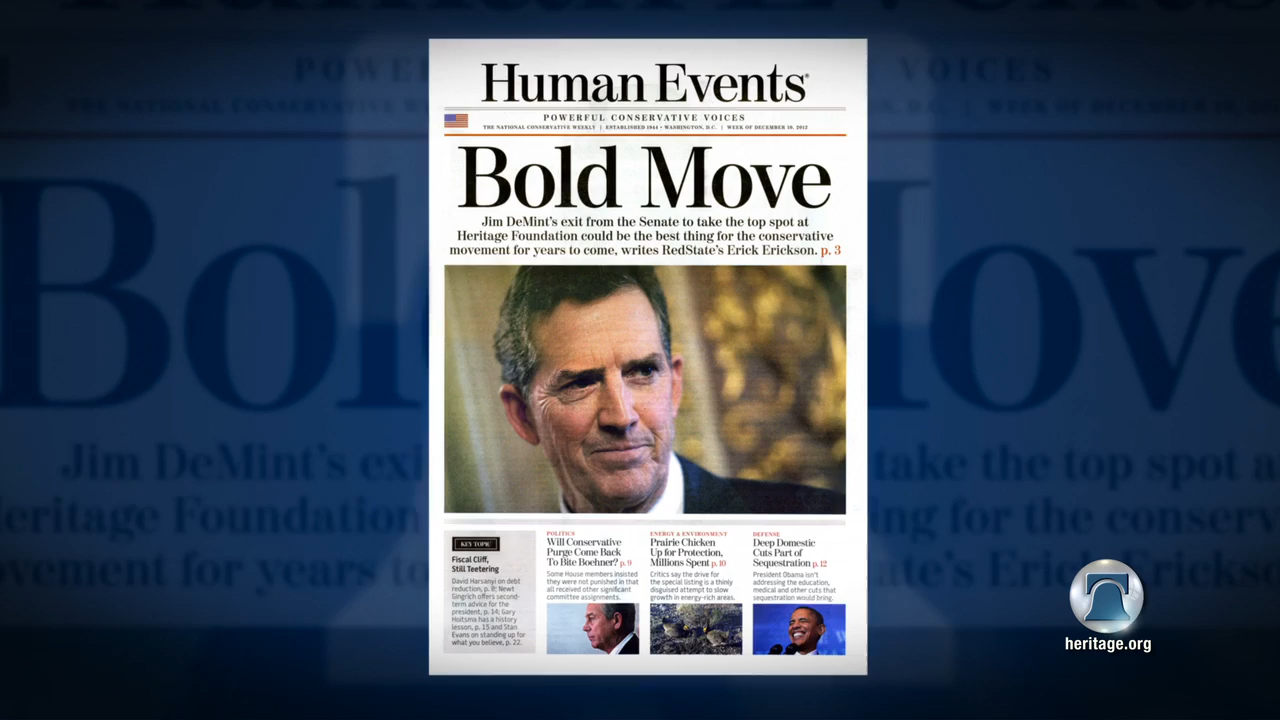 Human Events
POWERFUL CONSERVATIVE VOICES
THE NATIONAL CONSERVATIVE WEEKLY | ESTABLISHED 1944 • WASHINGTON, D.C. | WEEK OF DECEMBER 10, 2012
Bold Move
Jim DeMint's exit from the Senate to take the top spot at
Heritage Foundation could be the best thing for the conservative
movement for years to come, writes RedState's Erick Erickson. p. 3
KEY TOPIC
Fiscal Cliff,
Still Teetering
David Harsanyi on debt
reduction, p. 8; Newt
Gingrich offers second-
term advice for the
president, p. 14; Gary
Hoitsma has a history
lesson, p. 15 and Stan
Evans on standing up for
what you believe, p. 22.
POLITICS
Will Conservative
Purge Come Back
To Bite Boehner? p. 9
Some House members insisted
they were not punished in that
all received other significant
committee assignments.
ENERGY & ENVIRONMENT
Prairie Chicken
Up for Protection,
Millions Spent p. 10
Critics say the drive for
the special listing is a thinly
disguised attempt to slow
growth in energy-rich areas.
DEFENSE
Deep Domestic
Cuts Part of
Sequestration p. 12
President Obama isn't
addressing the education,
medical and other cuts that
sequestration would bring.
heritage.org